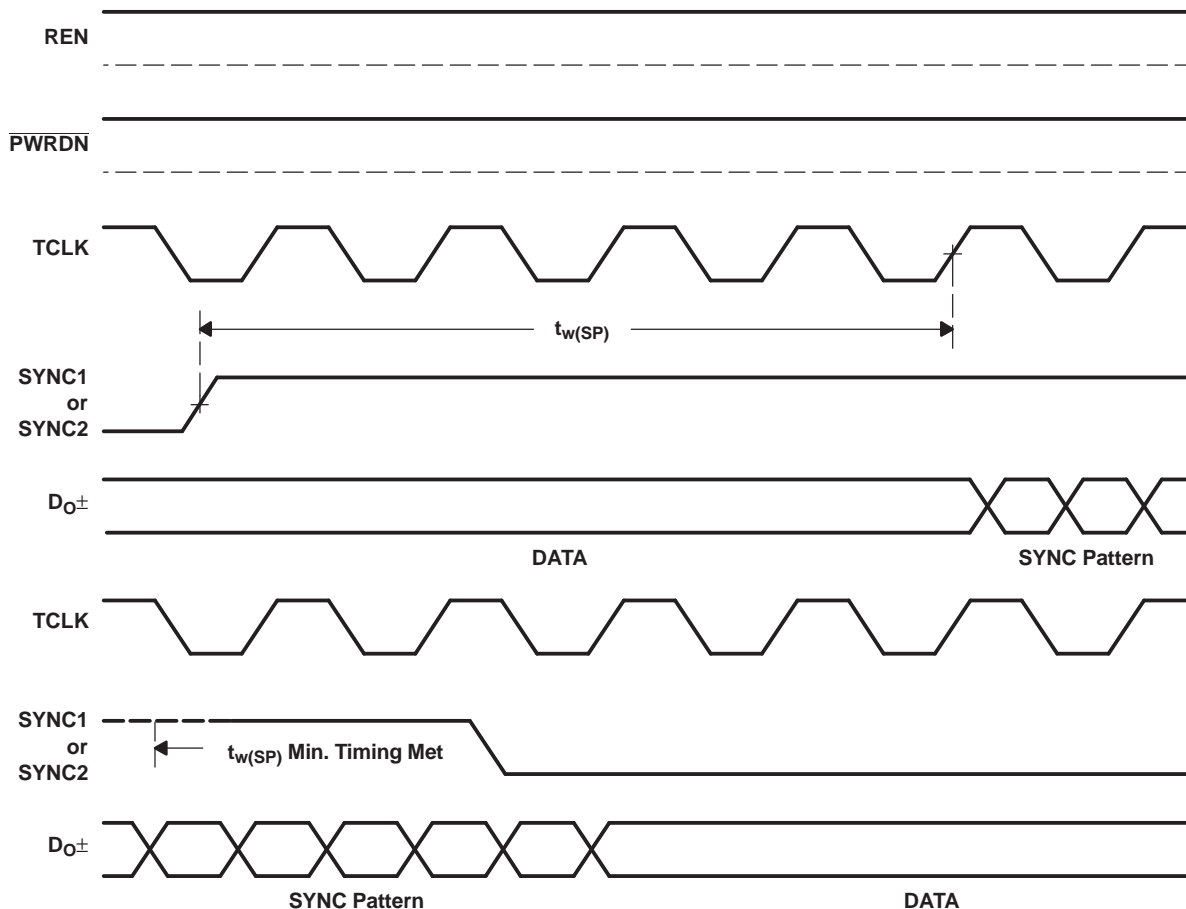 REN
PWRDN
TCLK
tw(SP)
SYNC1
or
SYNC2
DO±
DATA SYNC Pattern
TCLK
SYNC1
or
SYNC2
tw(SP) Min. Timing Met
DO±
SYNC Pattern DATA